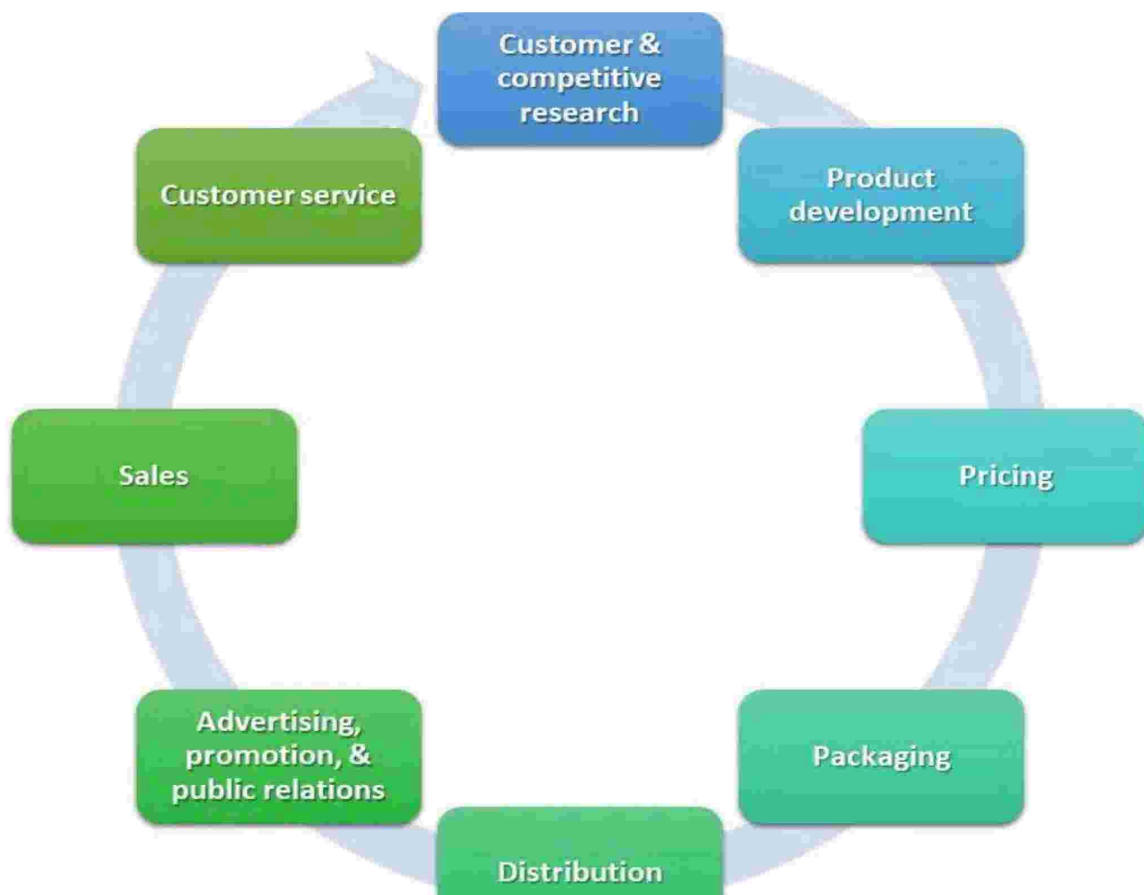 Customer &
competitive
research
Product
development
Pricing
Packaging
Distribution
Advertising,
promotion, &
public relations
Sales
Customer service